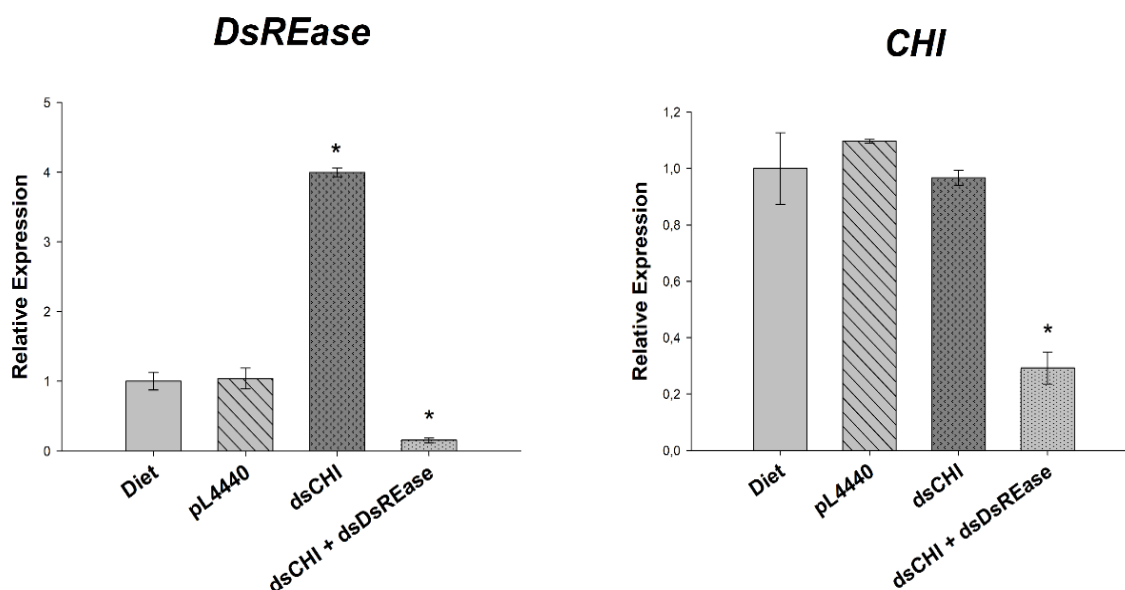 DsREase
Relative Expression
5
4
3
2
1
0
*
*
Diet
pL4440
dsCHI
dsCHI + dsDsREase
CHI
Relative Expression
1,2
1,0
0,8
0,6
0,4
0,2
0,0
*
Diet
pL4440
dsCHI
dsCHI + dsDsREase